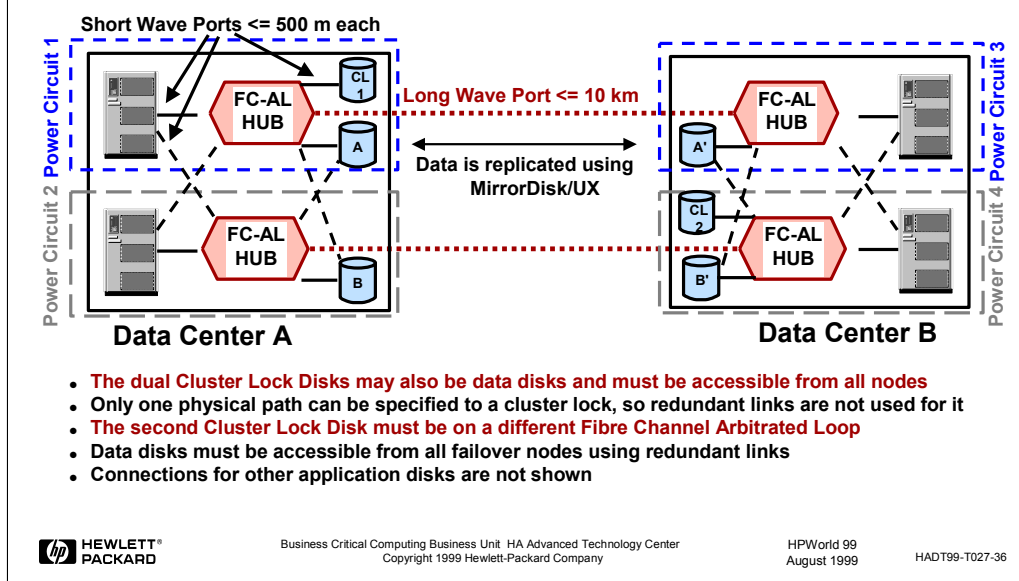 Short Wave Ports <= 500 m each
Power Circuit 1
CL
1
FC-AL
HUB
A
Long Wave Port <= 10 km
Data is replicated using
MirrorDisk/UX
FC-AL
HUB
A'
Power Circuit 3
Power Circuit 2
FC-AL
HUB
B
CL
2
FC-AL
HUB
B'
Power Circuit 4
Data Center A
Data Center B
• The dual Cluster Lock Disks may also be data disks and must be accessible from all nodes
• Only one physical path can be specified to a cluster lock, so redundant links are not used for it
• The second Cluster Lock Disk must be on a different Fibre Channel Arbitrated Loop
• Data disks must be accessible from all failover nodes using redundant links
• Connections for other application disks are not shown
hp HEWLETT®
PACKARD
Business Critical Computing Business Unit HA Advanced Technology Center
Copyright 1999 Hewlett-Packard Company
HPWorld 99
August 1999
HADT99-T027-36